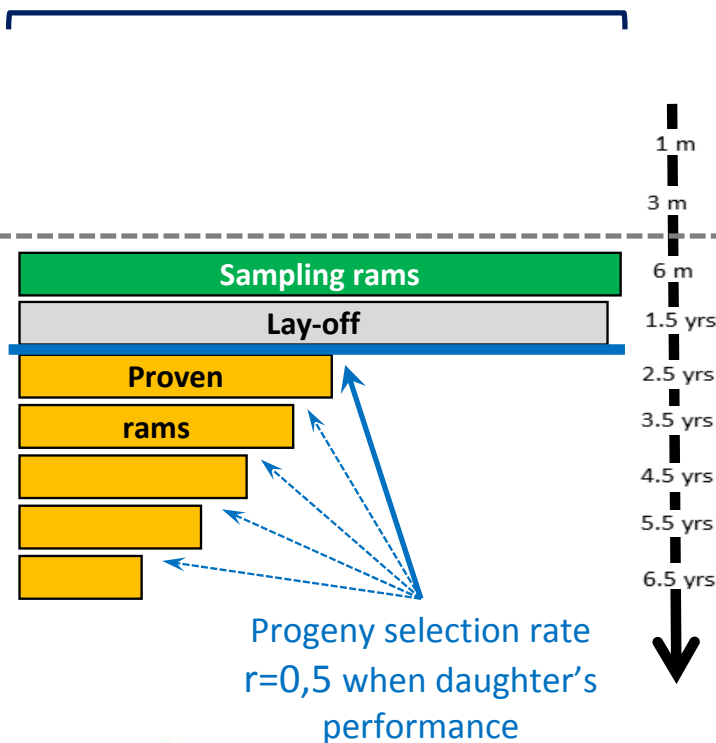 1 m
3 m
Sampling rams
6 m
Lay-off
1.5 yrs
Proven
2.5 yrs
rams
3.5 yrs
4.5 yrs
5.5 yrs
6.5 yrs
Progeny selection rate
r=0,5 when daughter’s
performance